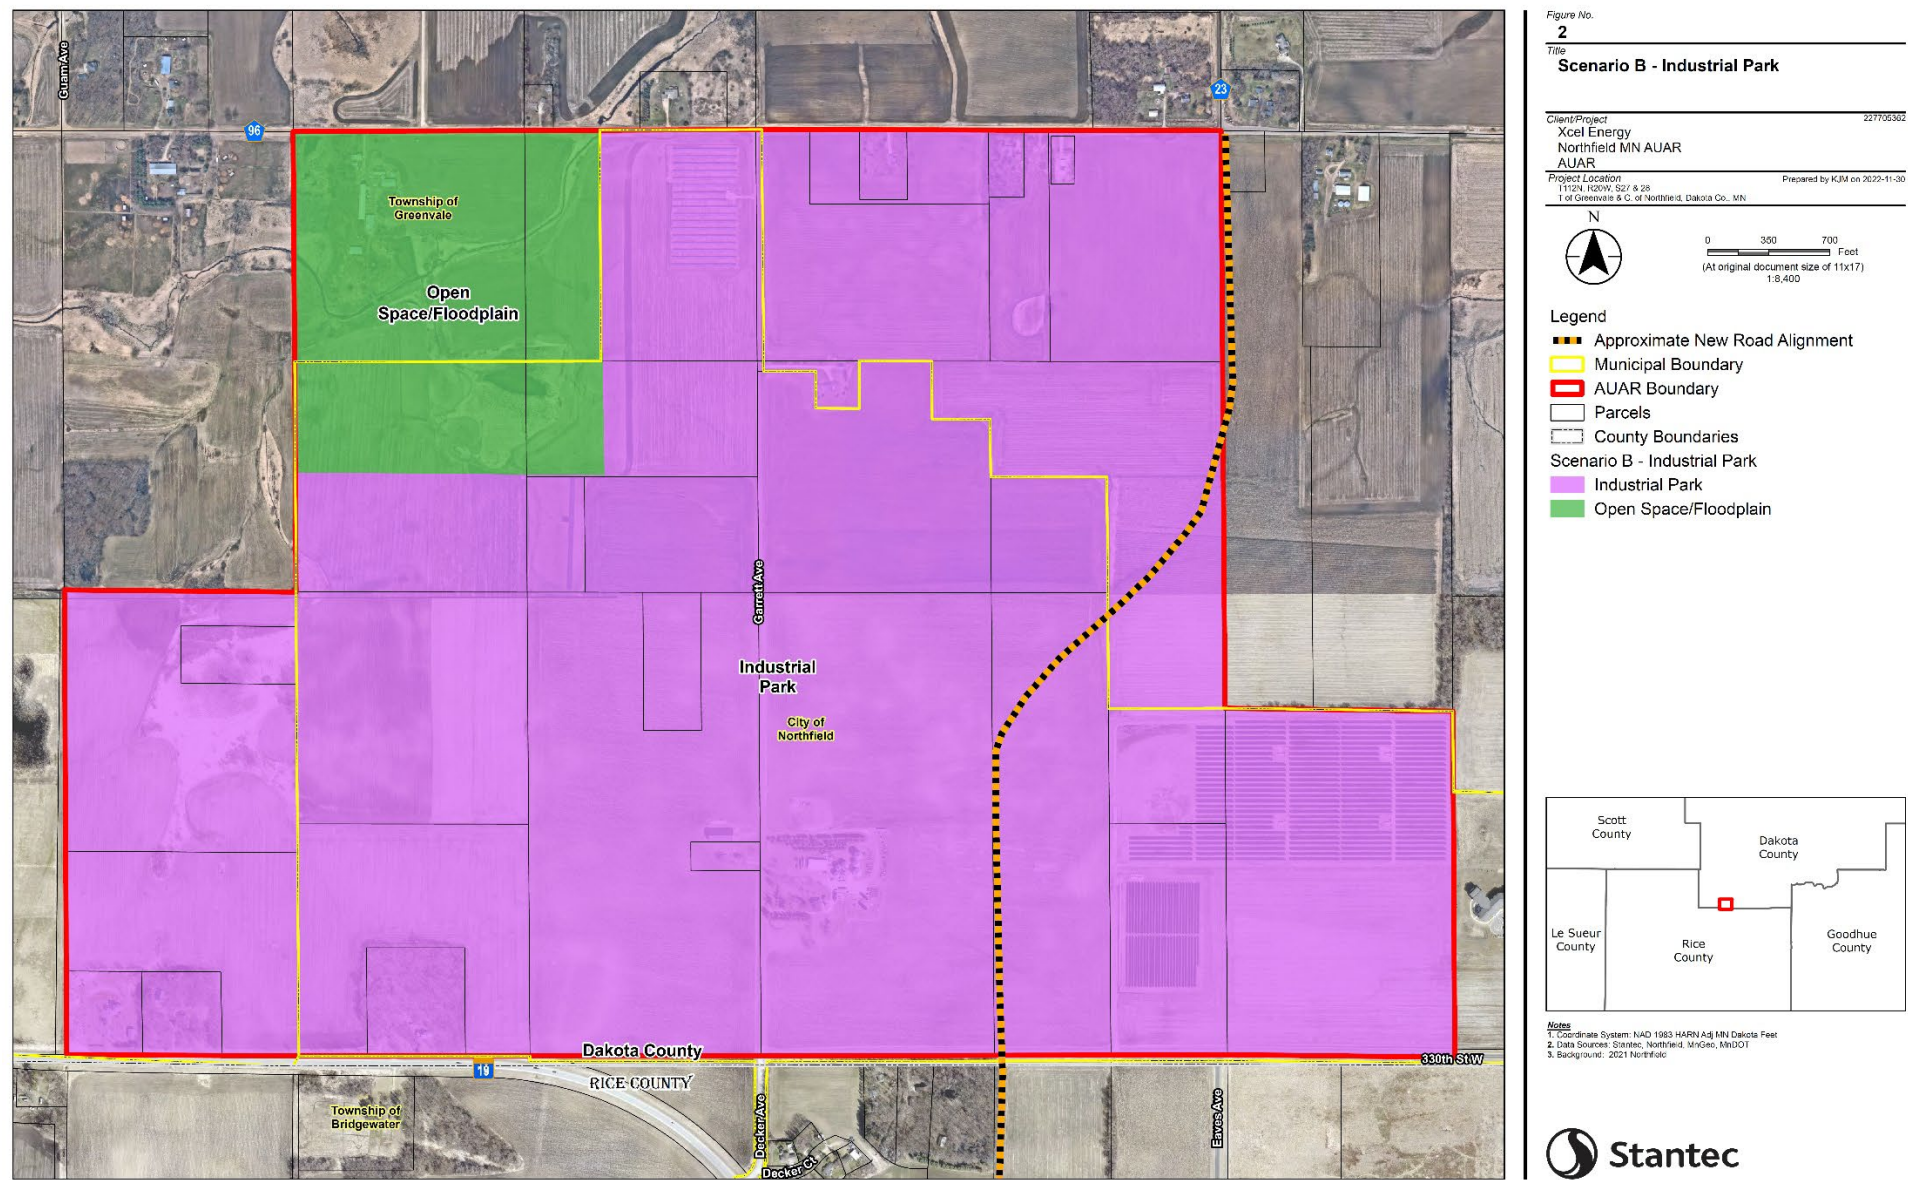 Guam Ave
96
23
Township of
Greenvale
Open
Space/Floodplain
Garrett Ave
Industrial
Park
City of
Northfield
Dakota County
330th St W
19
RICE COUNTY
Township of
Bridgewater
Decker Ave
Decker Ct
Eaves Ave
Figure No.
2
Title
Scenario B - Industrial Park
Client/Project
227705362
Xcel Energy
Northfield MN AUAR
AUAR
Project Location
Prepared by KJM on 2022-11-30
T112N, R20W, S27 & 28
T of Greenvale & C. of Northfield, Dakota Co., MN
N
0 350 700
Feet
(At original document size of 11x17)
1:8,400
Legend
Approximate New Road Alignment
Municipal Boundary
AUAR Boundary
Parcels
County Boundaries
Scenario B - Industrial Park
Industrial Park
Open Space/Floodplain
Scott
County
Dakota
County
Le Sueur
County
Rice
County
Goodhue
County
Notes
1. Coordinate System: NAD 1983 HARN Adj MN Dakota Feet
2. Data Sources: Stantec, Northfield, MnGeo, MnDOT
3. Background: 2021 Northfield
Stantec